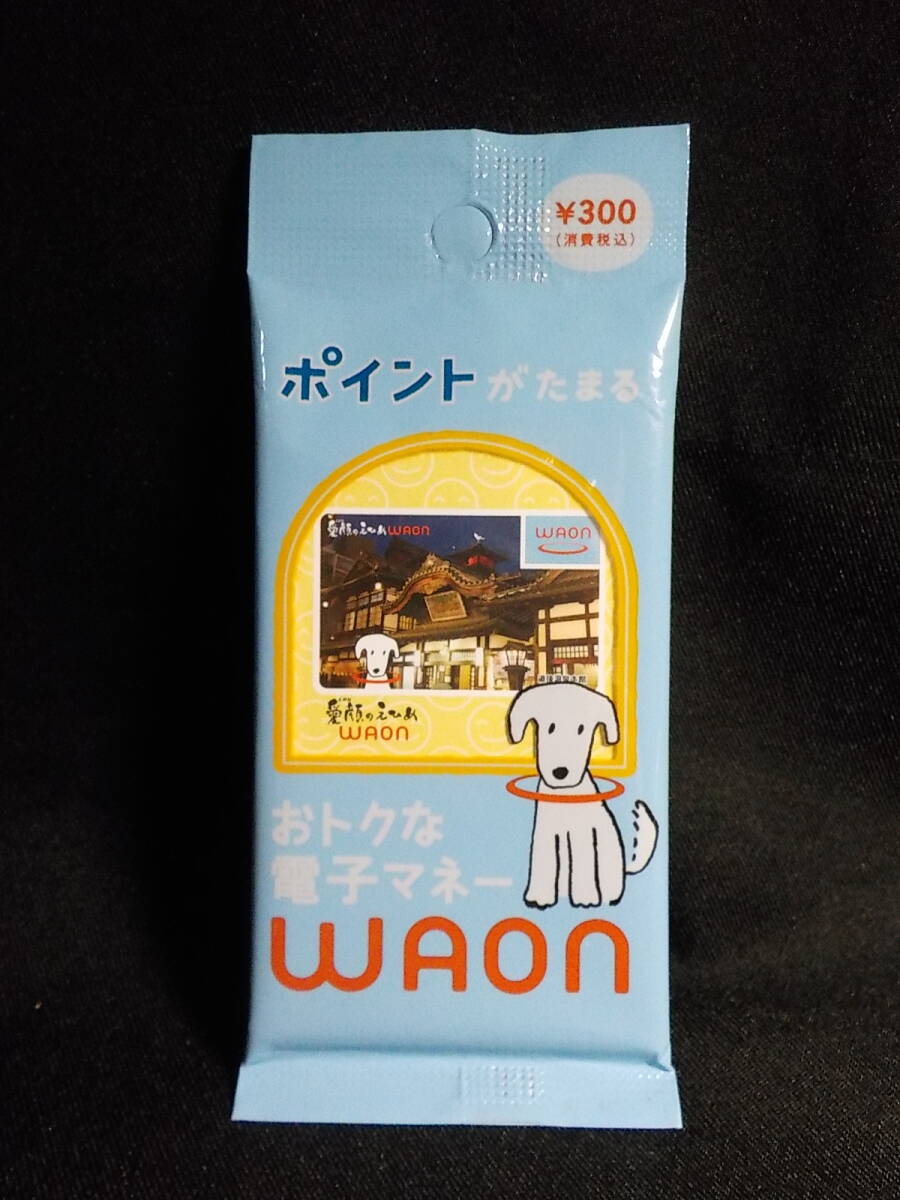 ¥300
(消費税込)
ポイントがたまる
愛顔のえひめWAON
WAON
道後温泉本館
愛顔のえひめ
WAON
おトクな
電子マネー
WAON